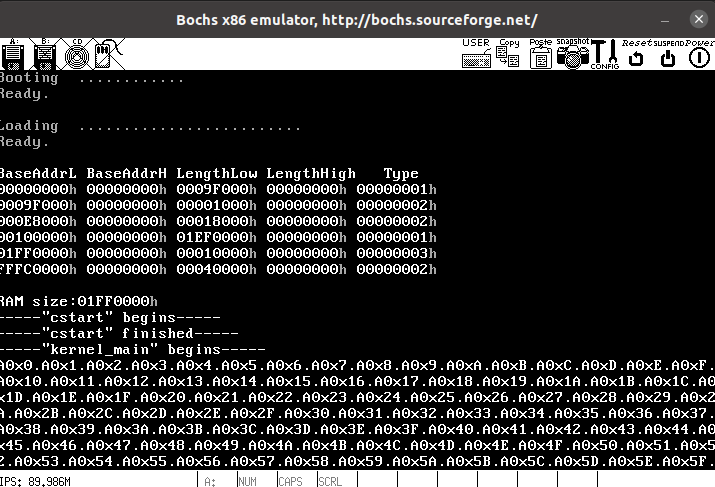 Bochs x86 emulator, http://bochs.sourceforge.net/
A: B: CD USER Copy Paste snapshot CONFIG Reset SUSPEND Power
Booting ............
Ready.
Loading .........................
Ready.
BaseAddrL BaseAddrH LengthLow LengthHigh Type
00000000h 00000000h 0009F000h 00000000h 00000001h
0009F000h 00000000h 00001000h 00000000h 00000002h
000E8000h 00000000h 00018000h 00000000h 00000002h
00100000h 00000000h 01EF0000h 00000000h 00000001h
01FF0000h 00000000h 00010000h 00000000h 00000003h
FFFC0000h 00000000h 00040000h 00000000h 00000002h
RAM size:01FF0000h
-----"cstart" begins-----
-----"cstart" finished-----
-----"kernel_main" begins-----
A0x0.A0x1.A0x2.A0x3.A0x4.A0x5.A0x6.A0x7.A0x8.A0x9.A0xA.A0xB.A0xC.A0xD.A0xE.A0xF.
A0x10.A0x11.A0x12.A0x13.A0x14.A0x15.A0x16.A0x17.A0x18.A0x19.A0x1A.A0x1B.A0x1C.A0
x1D.A0x1E.A0x1F.A0x20.A0x21.A0x22.A0x23.A0x24.A0x25.A0x26.A0x27.A0x28.A0x29.A0x2
A.A0x2B.A0x2C.A0x2D.A0x2E.A0x2F.A0x30.A0x31.A0x32.A0x33.A0x34.A0x35.A0x36.A0x37.
A0x38.A0x39.A0x3A.A0x3B.A0x3C.A0x3D.A0x3E.A0x3F.A0x40.A0x41.A0x42.A0x43.A0x44.A0
x45.A0x46.A0x47.A0x48.A0x49.A0x4A.A0x4B.A0x4C.A0x4D.A0x4E.A0x4F.A0x50.A0x51.A0x5
2.A0x53.A0x54.A0x55.A0x56.A0x57.A0x58.A0x59.A0x5A.A0x5B.A0x5C.A0x5D.A0x5E.A0x5F.
IPS: 89.986M A: NUM CAPS SCRL